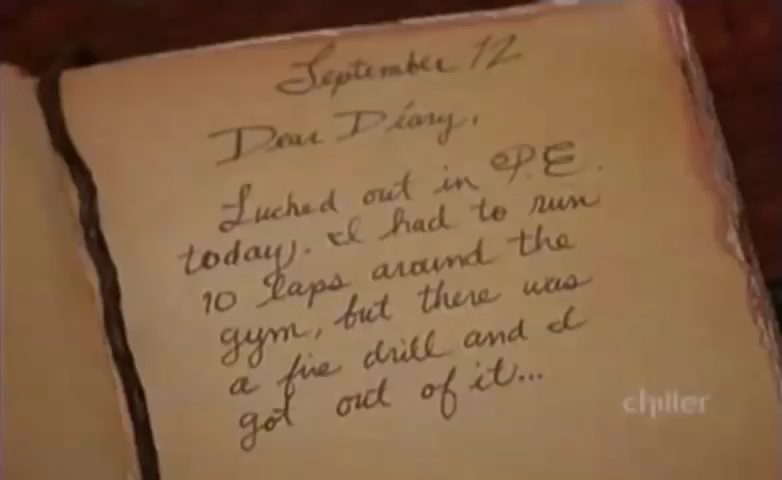 September 12
Dear Diary,
Lucked out in P.E.
today. I had to run
10 laps around the
gym, but there was
a fire drill and I
got out of it...
chiller